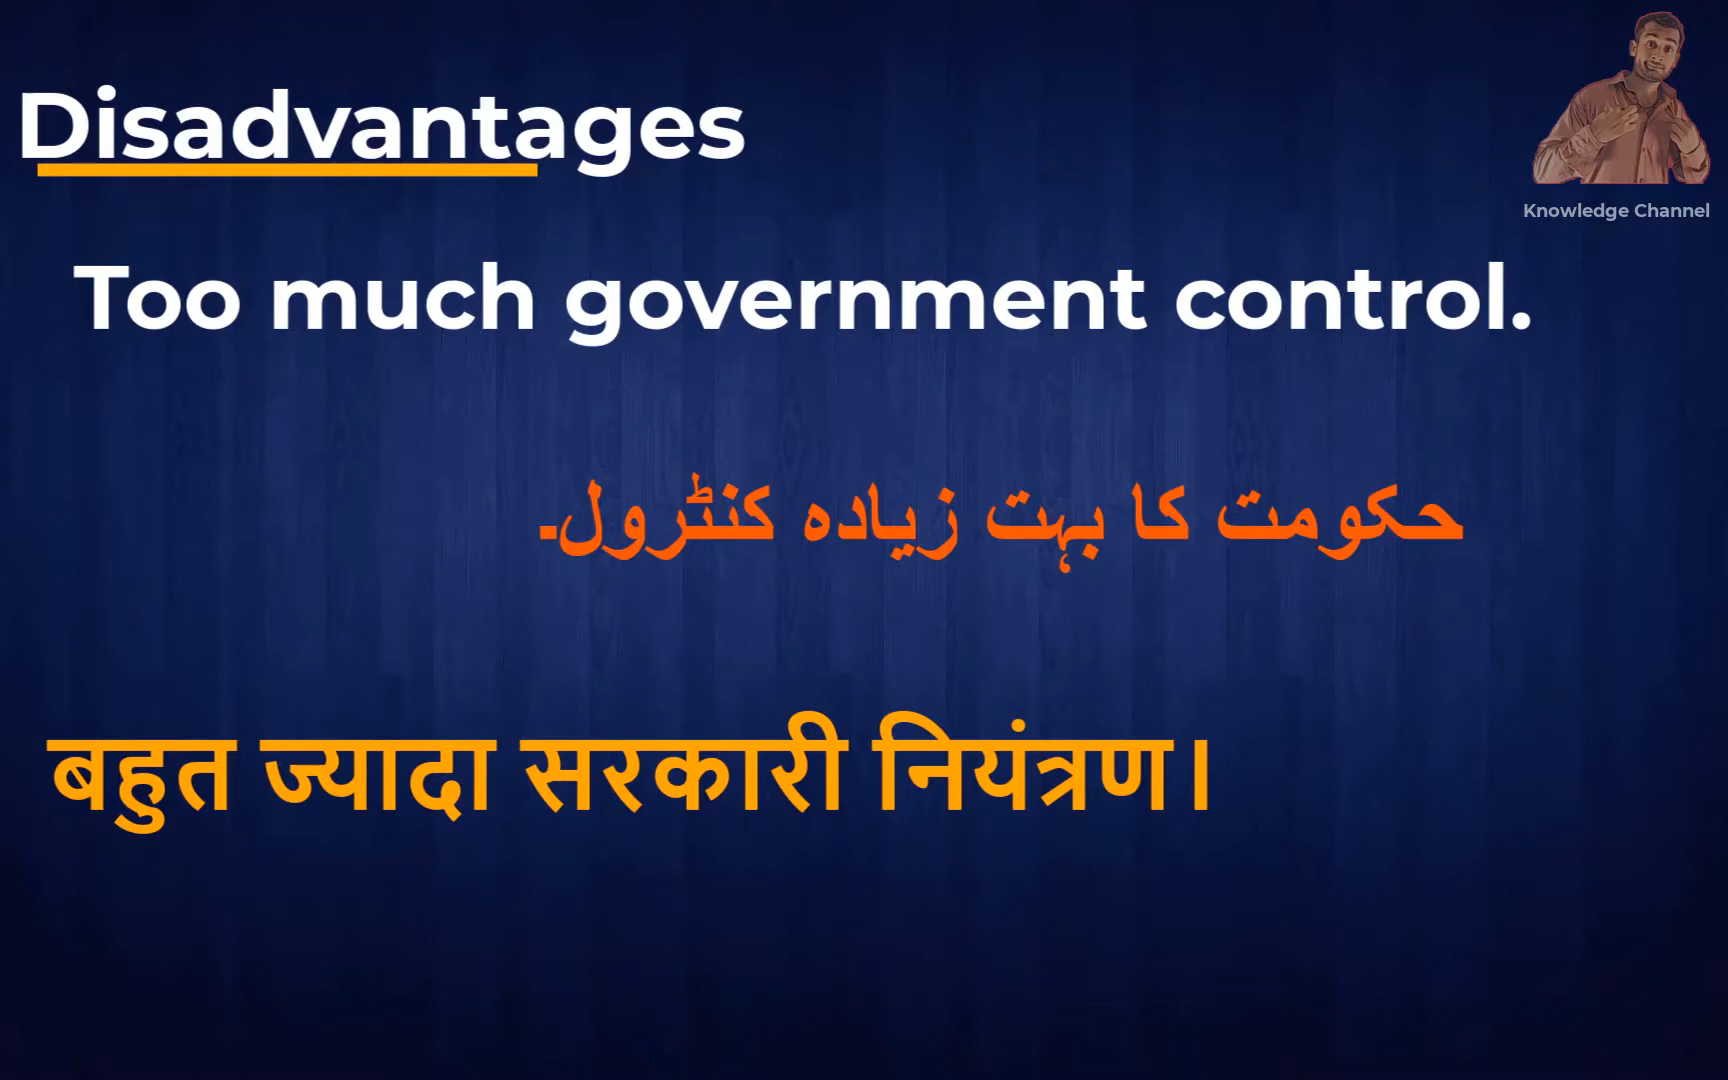 Disadvantages
Knowledge Channel
Too much government control.
حکومت کا بہت زیادہ کنٹرول۔
बहुत ज्यादा सरकारी नियंत्रण।